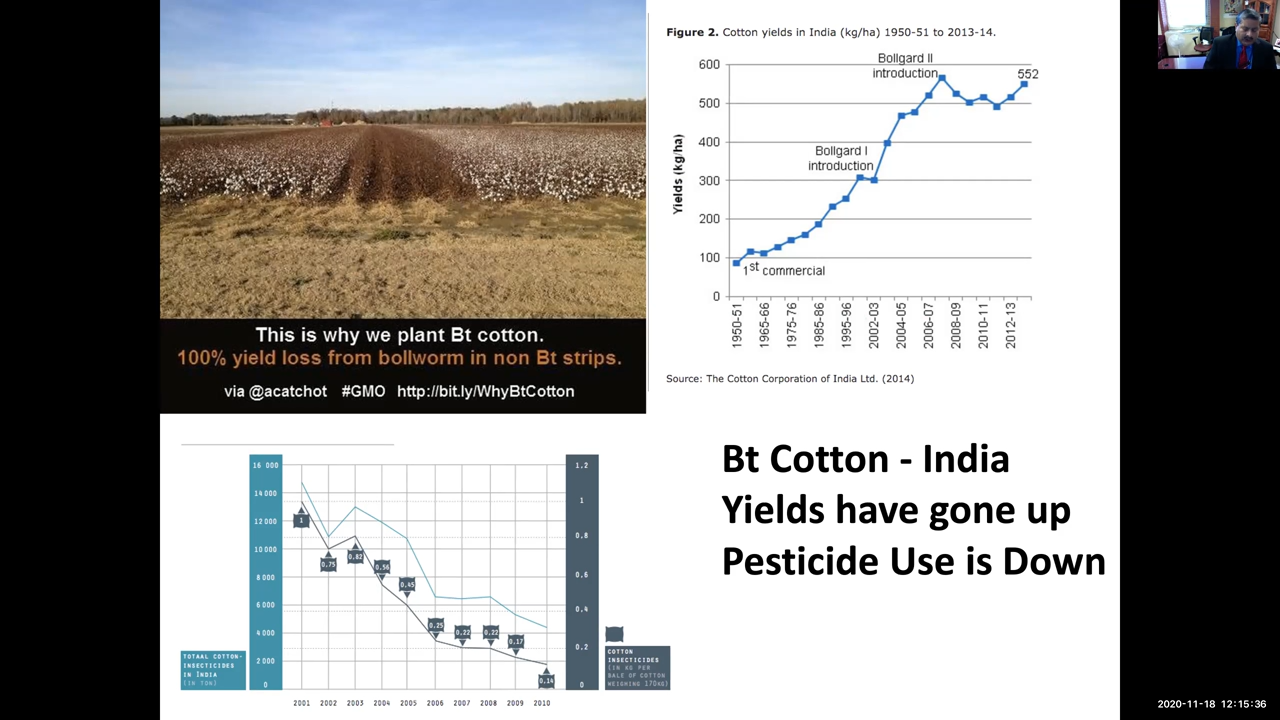 This is why we plant Bt cotton.
100% yield loss from bollworm in non Bt strips.
via @acatchot #GMO http://bit.ly/WhyBtCotton
Figure 2. Cotton yields in India (kg/ha) 1950-51 to 2013-14.
Yields (kg/ha)
600
500
400
300
200
100
0
Bollgard II
introduction
552
Bollgard I
introduction
1st commercial
1950-51
1965-66
1975-76
1985-86
1995-96
2002-03
2004-05
2006-07
2008-09
2010-11
2012-13
Source: The Cotton Corporation of India Ltd. (2014)
16 000
14 000
12 000
10 000
8 000
6 000
4 000
2 000
0
TOTAAL COTTON-
INSECTICIDES
IN INDIA
(IN TON)
1
0,75
0,82
0,56
0,45
0,25
0,22
0,22
0,17
0,14
2001 2002 2003 2004 2005 2006 2007 2008 2009 2010
1.2
1
0.8
0.6
0.4
0.2
0
COTTON
INSECTICIDES
(IN KG PER
BALE OF COTTON
WEIGHING 170KG)
Bt Cotton - India
Yields have gone up
Pesticide Use is Down
2020-11-18 12:15:36